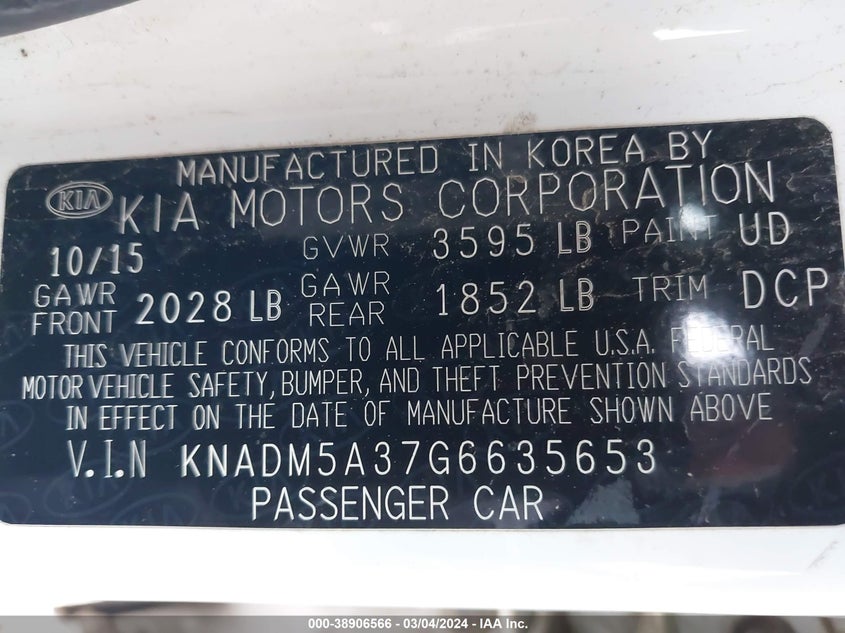 MANUFACTURED IN KOREA BY
KIA KIA MOTORS CORPORATION
10/15 GVWR 3595 LB PAINT UD
GAWR FRONT 2028 LB GAWR REAR 1852 LB TRIM DCP
THIS VEHICLE CONFORMS TO ALL APPLICABLE U.S.A. FEDERAL
MOTOR VEHICLE SAFETY, BUMPER, AND THEFT PREVENTION STANDARDS
IN EFFECT ON THE DATE OF MANUFACTURE SHOWN ABOVE
V.I.N KNADM5A37G6635653
PASSENGER CAR
000-38906566 - 03/04/2024 - IAA Inc.